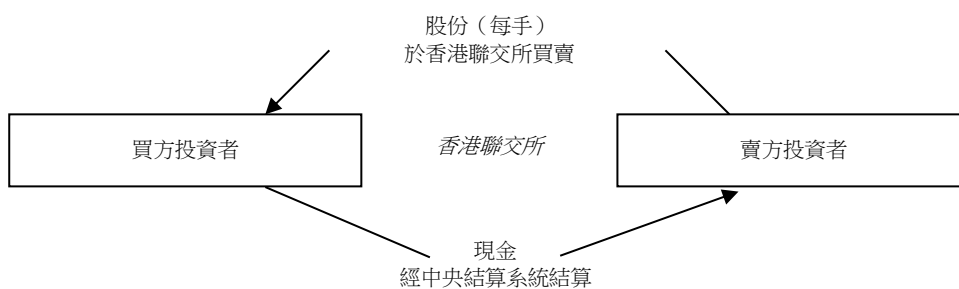 股份（每手）
於香港聯交所買賣
買方投資者
香港聯交所
賣方投資者
現金
經中央結算系統結算